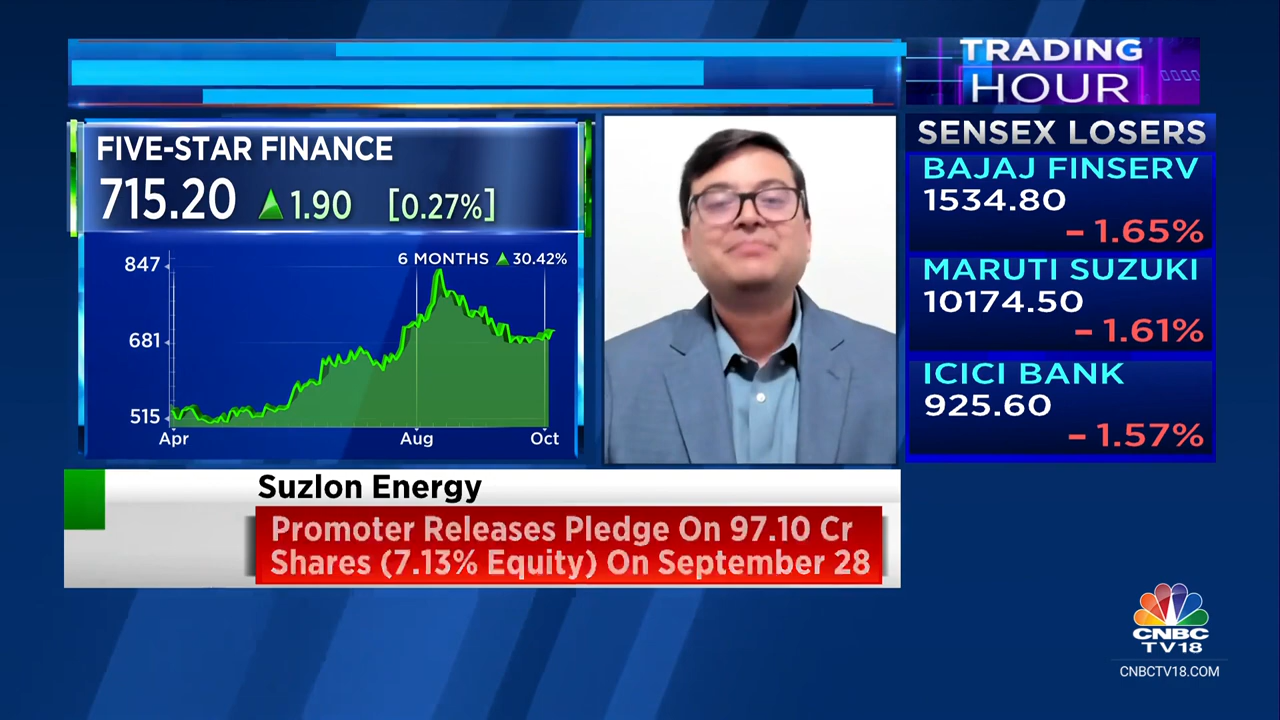 TRADING
HOUR
FIVE-STAR FINANCE
715.20 ▲ 1.90 [0.27%]
6 MONTHS ▲ 30.42%
847
681
515
Apr Aug Oct
SENSEX LOSERS
BAJAJ FINSERV
1534.80
– 1.65%
MARUTI SUZUKI
10174.50
– 1.61%
ICICI BANK
925.60
– 1.57%
Suzlon Energy
Promoter Releases Pledge On 97.10 Cr
Shares (7.13% Equity) On September 28
CNBC
TV18
CNBCTV18.COM